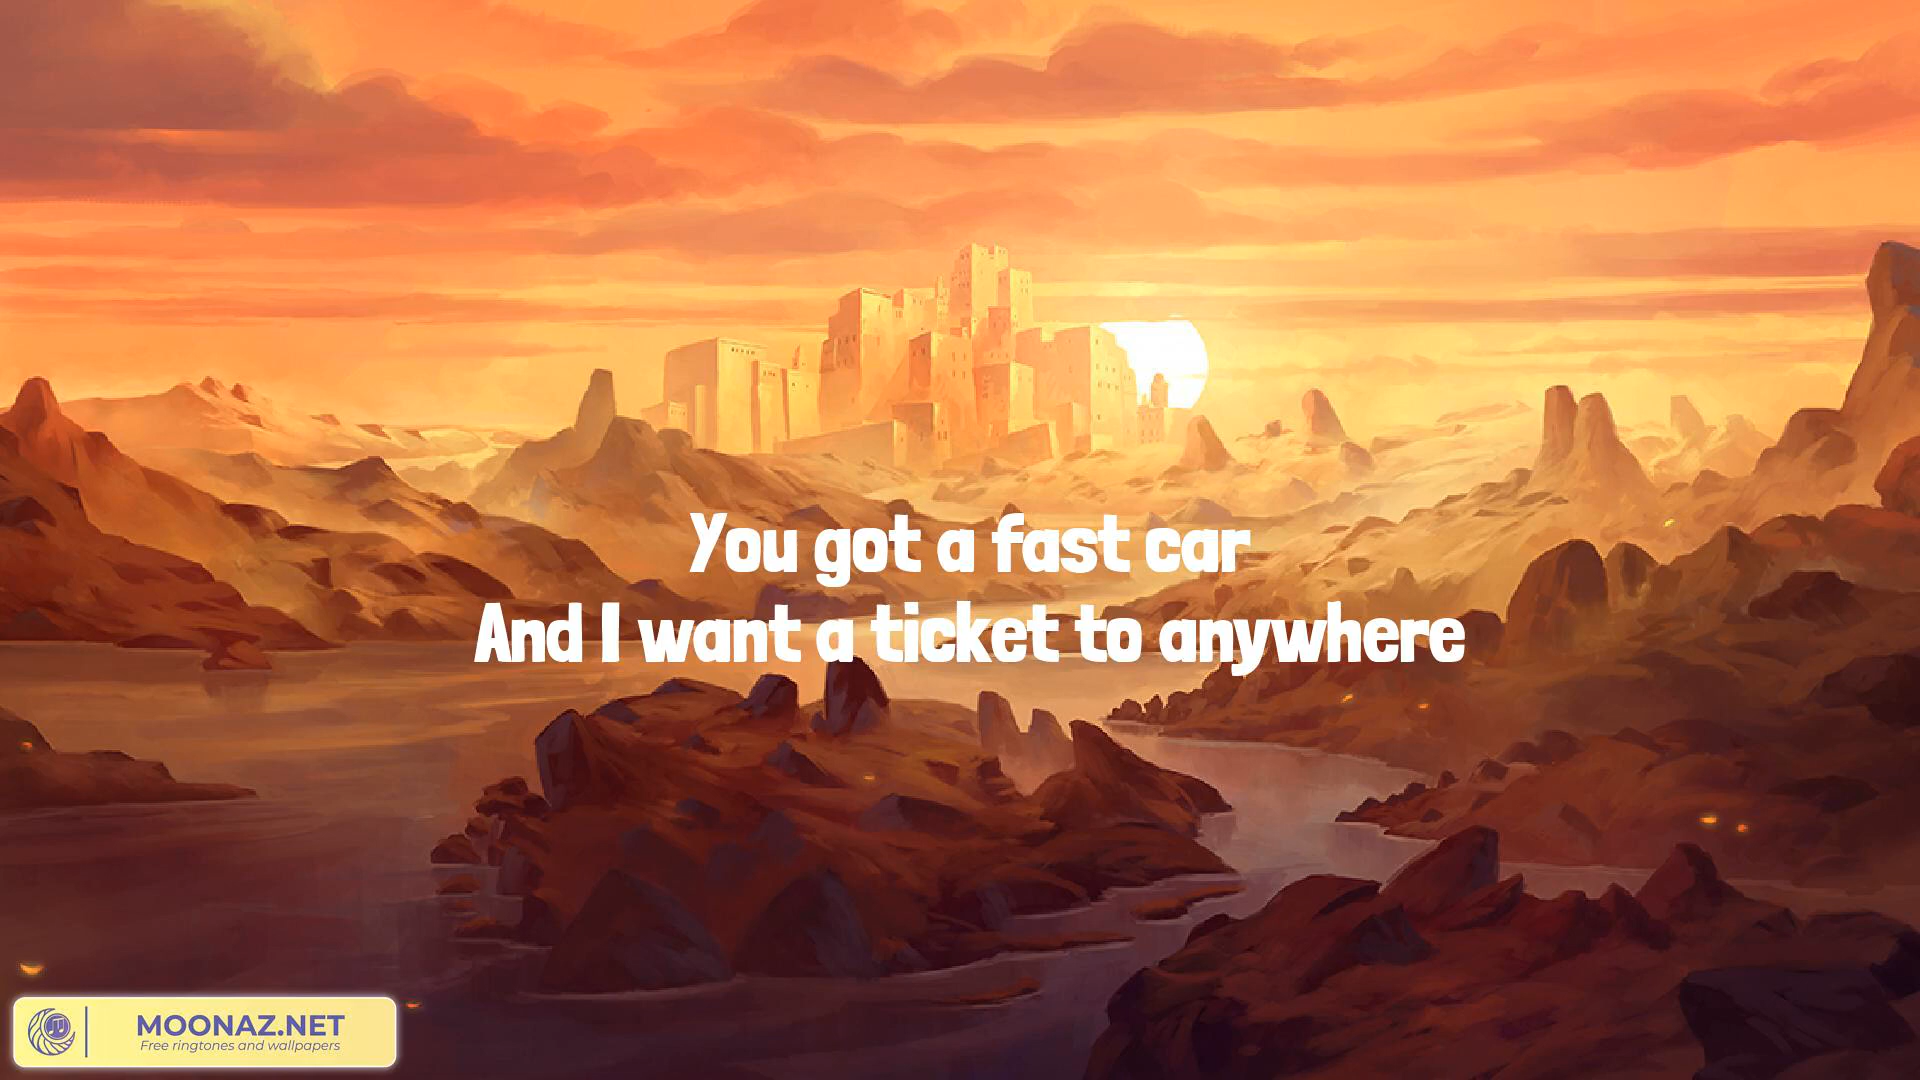 You got a fast car
And I want a ticket to anywhere
MOONAZ.NET
Free ringtones and wallpapers